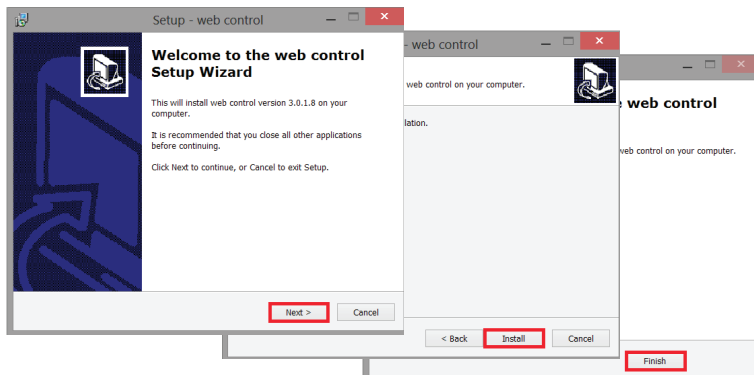 Setup - web control
Welcome to the web control
Setup Wizard
This will install web control version 3.0.1.8 on your
computer.
It is recommended that you close all other applications
before continuing.
Click Next to continue, or Cancel to exit Setup.
Next >
Cancel
- web control
web control on your computer.
lation.
< Back
Install
Cancel
web control
web control on your computer.
Finish